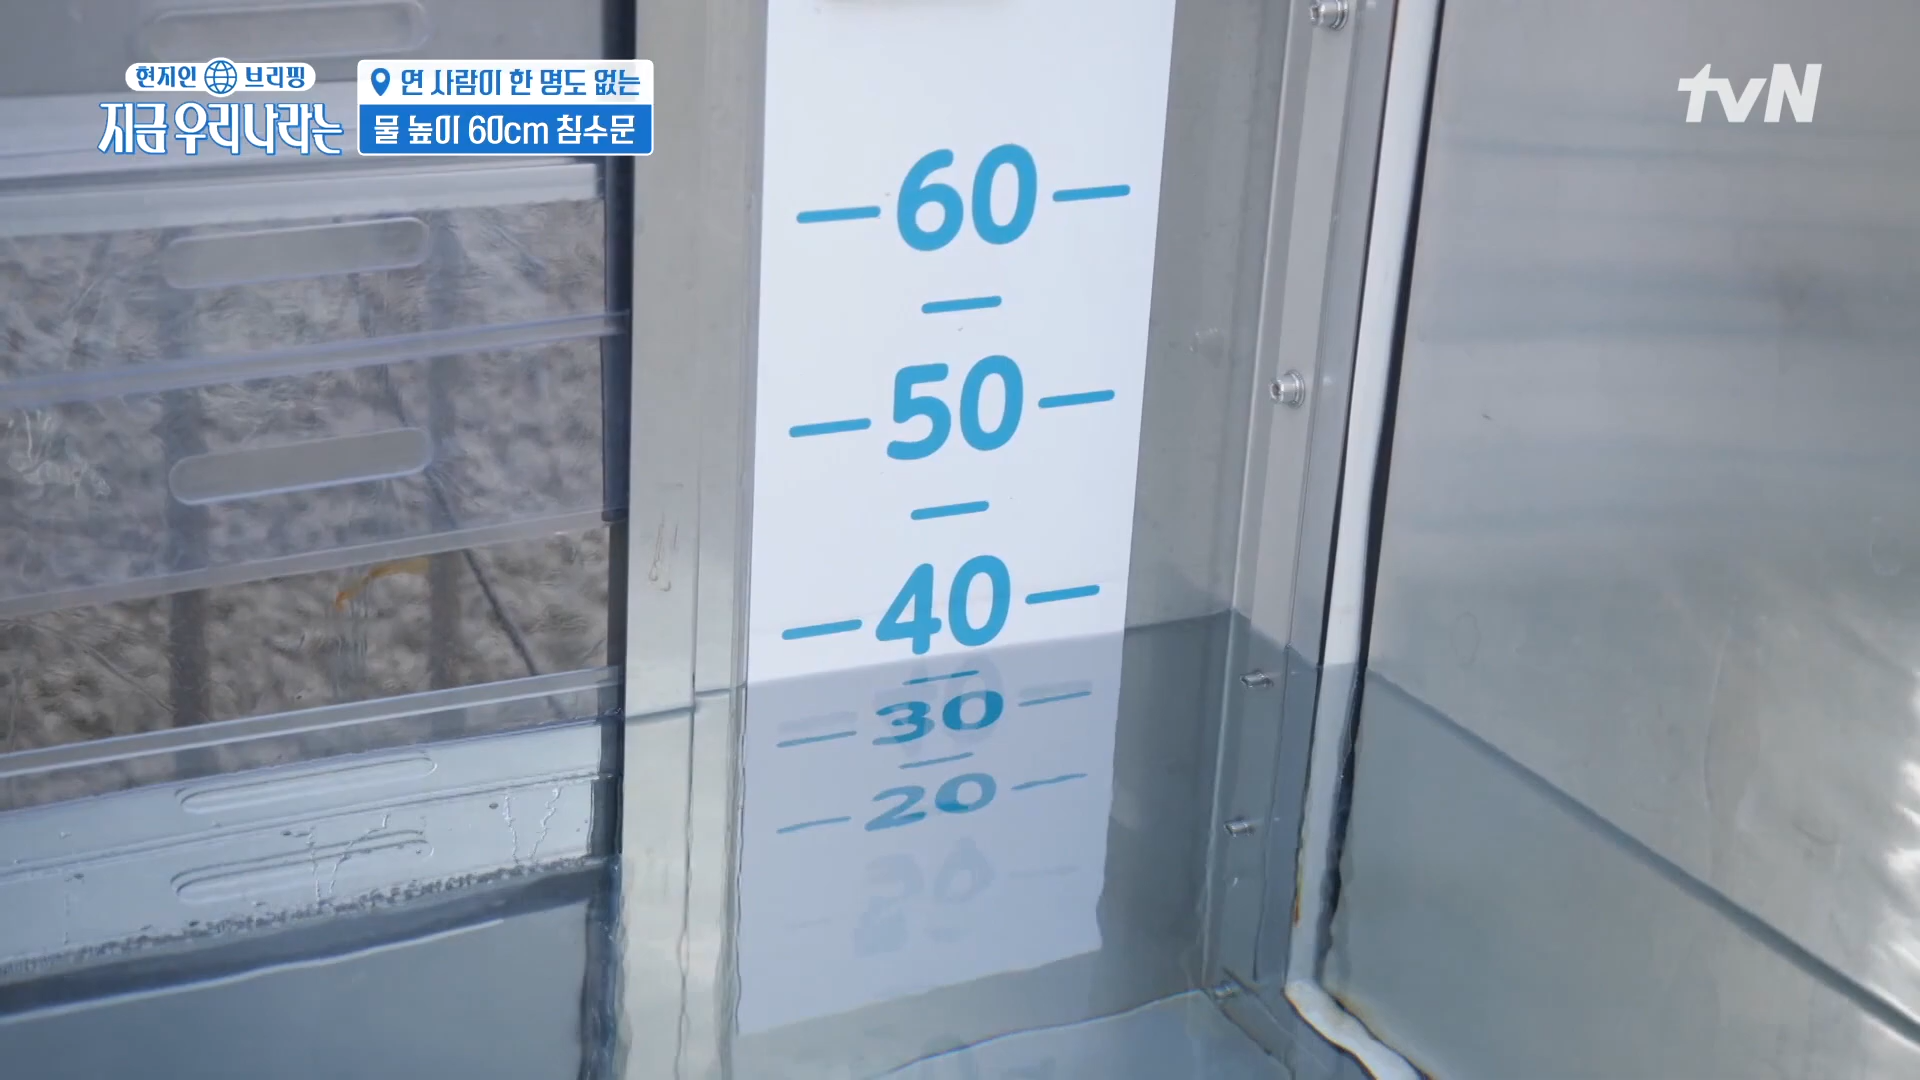 현지인 브리핑
지금 우리나라는
연 사람이 한 명도 없는
물 높이 60cm 침수문
tvN
60
50
40
30
20